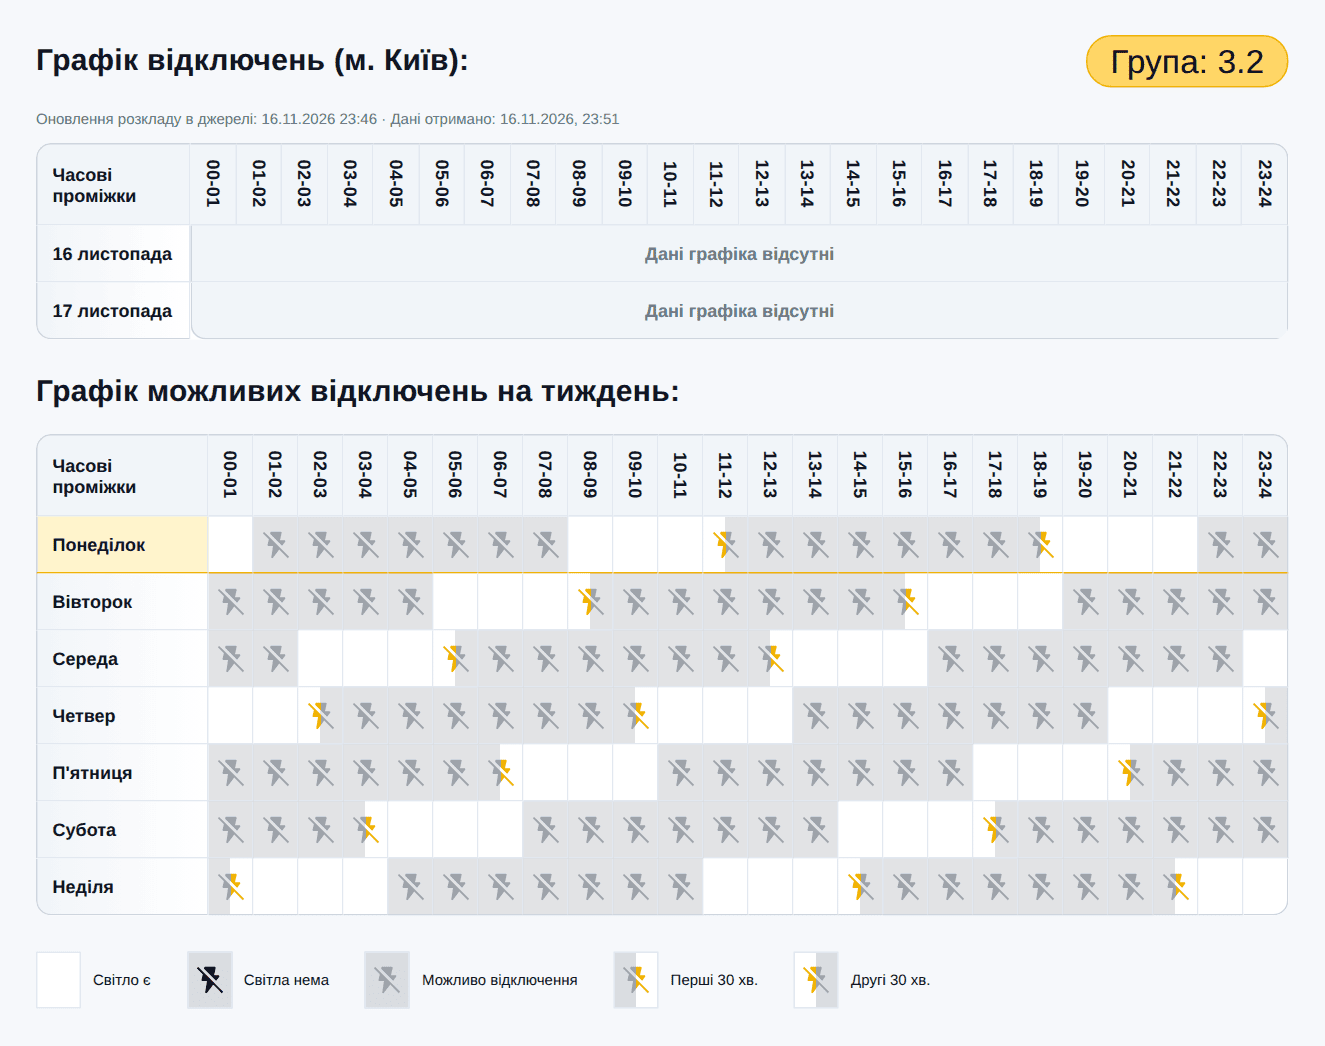 Графік відключень (м. Київ):
Група: 3.2
Оновлення розкладу в джерелі: 16.11.2026 23:46 · Дані отримано: 16.11.2026, 23:51
Часові проміжки 00-01 01-02 02-03 03-04 04-05 05-06 06-07 07-08 08-09 09-10 10-11 11-12 12-13 13-14 14-15 15-16 16-17 17-18 18-19 19-20 20-21 21-22 22-23 23-24
16 листопада Дані графіка відсутні
17 листопада Дані графіка відсутні
Графік можливих відключень на тиждень:
Часові проміжки 00-01 01-02 02-03 03-04 04-05 05-06 06-07 07-08 08-09 09-10 10-11 11-12 12-13 13-14 14-15 15-16 16-17 17-18 18-19 19-20 20-21 21-22 22-23 23-24
Понеділок
Вівторок
Середа
Четвер
П'ятниця
Субота
Неділя
Світло є Світла нема Можливо відключення Перші 30 хв. Другі 30 хв.